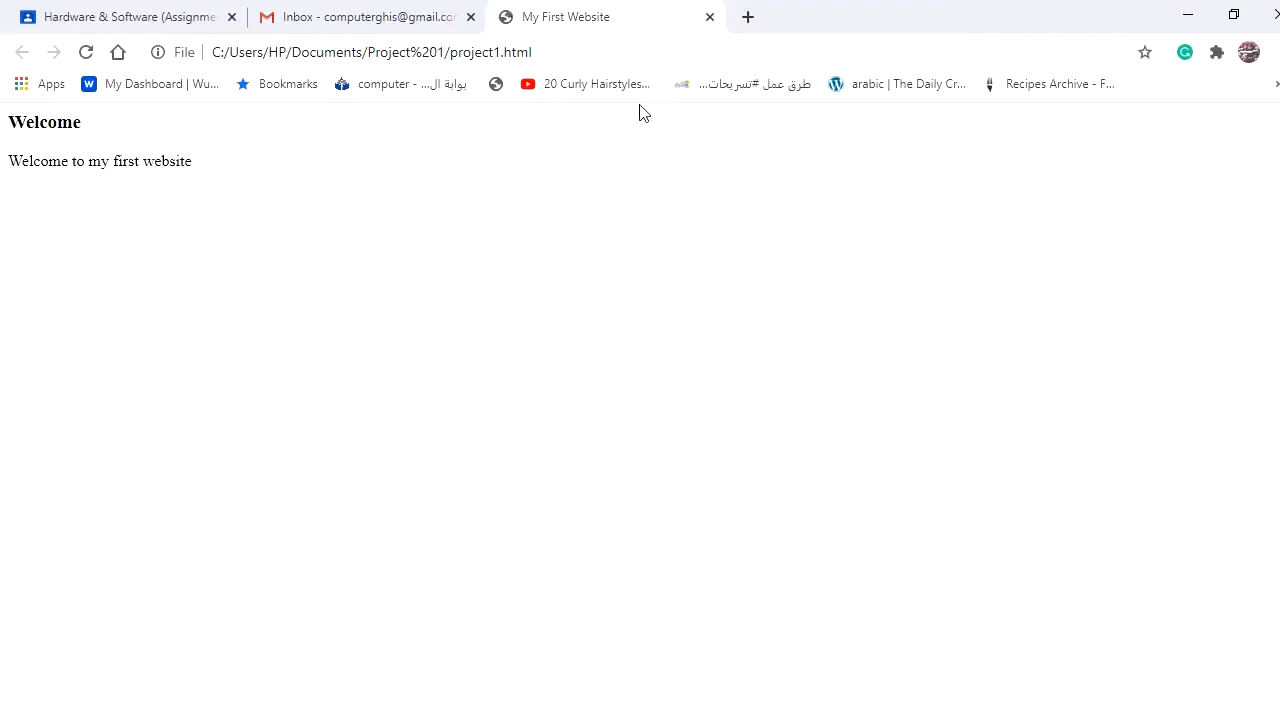 Hardware & Software (Assignme
Inbox - computerghis@gmail.co
My First Website
File
C:/Users/HP/Documents/Project%201/project1.html
Apps
My Dashboard | Wu...
Bookmarks
computer - ...بوابة ال
20 Curly Hairstyles...
طرق عمل #تسريحات...
arabic | The Daily Cr...
Recipes Archive - F...
Welcome
Welcome to my first website